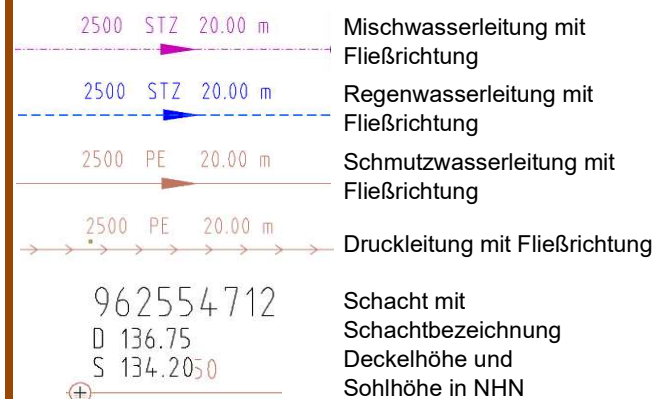 2500 STZ 20.00 m
Mischwasserleitung mit
Fließrichtung
2500 STZ 20.00 m
Regenwasserleitung mit
Fließrichtung
2500 PE 20.00 m
Schmutzwasserleitung mit
Fließrichtung
2500 PE 20.00 m
Druckleitung mit Fließrichtung
962554712
D 136.75
S 134.2050
Schacht mit
Schachtbezeichnung
Deckelhöhe und
Sohlhöhe in NHN